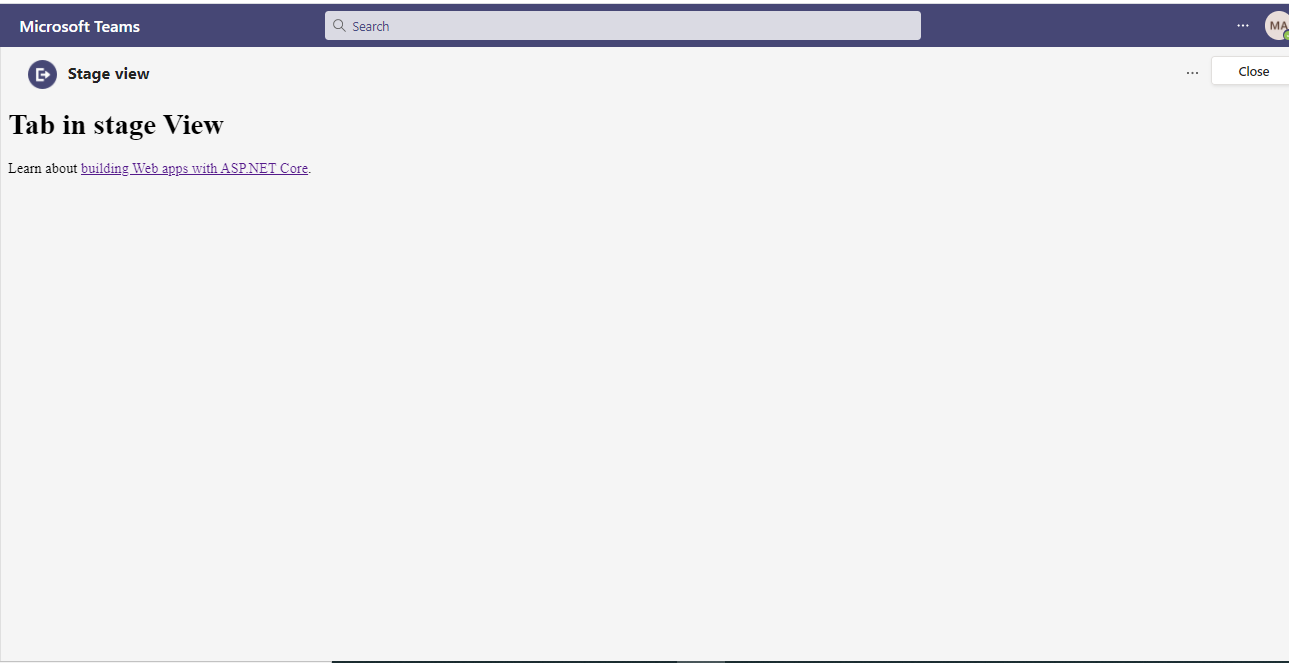 Microsoft Teams
Search
MA
Stage view
Close
Tab in stage View
Learn about building Web apps with ASP.NET Core.